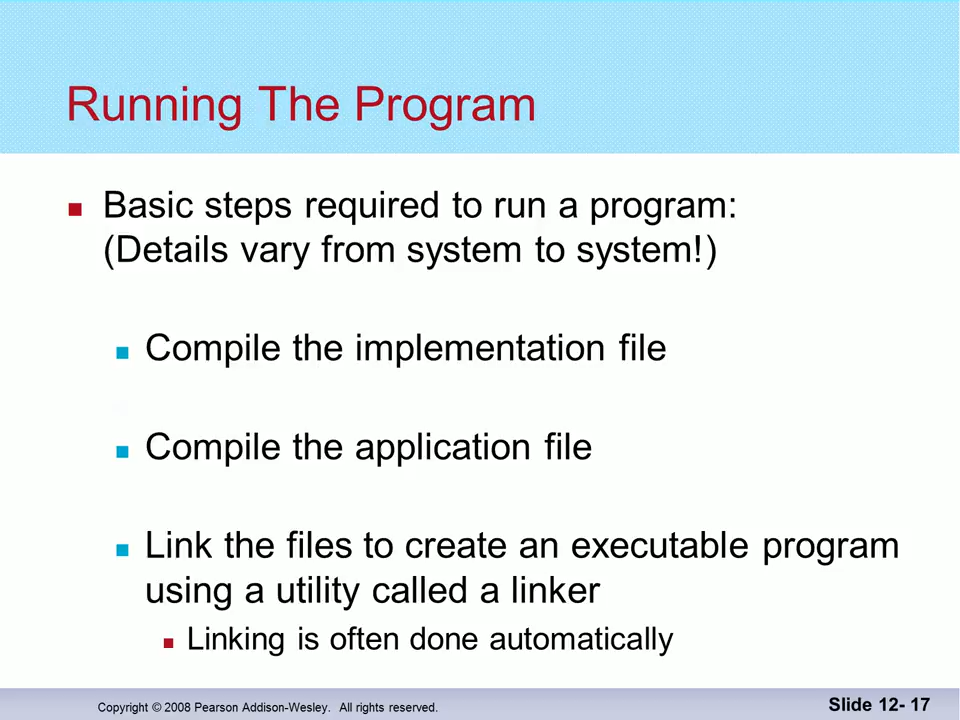 Running The Program
Basic steps required to run a program:
(Details vary from system to system!)
Compile the implementation file
Compile the application file
Link the files to create an executable program
using a utility called a linker
Linking is often done automatically
Copyright © 2008 Pearson Addison-Wesley. All rights reserved.
Slide 12- 17